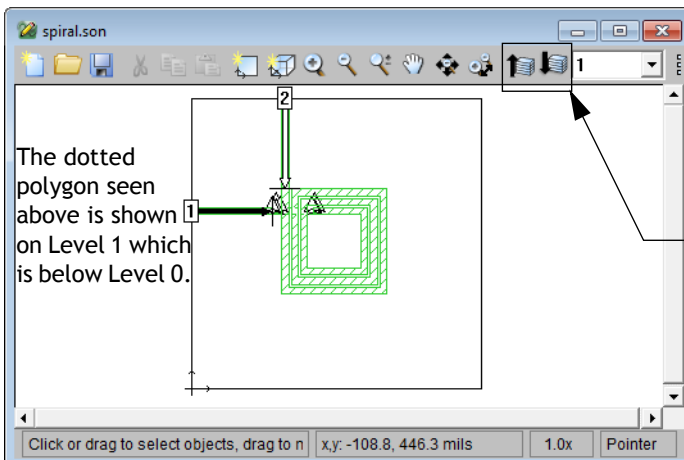 spiral.son
1
2
The dotted
polygon seen
above is shown
on Level 1 which
is below Level 0.
1
Click or drag to select objects, drag to n
x,y: -108.8, 446.3 mils
1.0x
Pointer